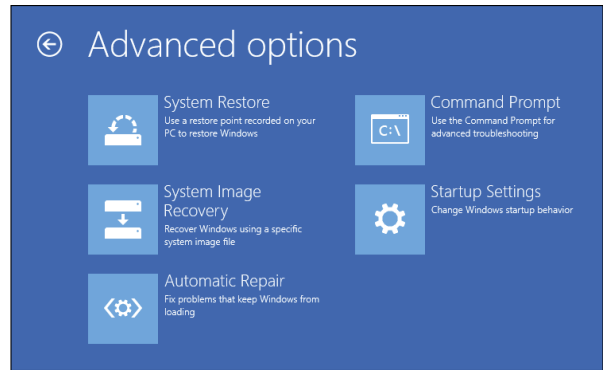 Advanced options
System Restore
Use a restore point recorded on your
PC to restore Windows
Command Prompt
Use the Command Prompt for
advanced troubleshooting
C:\
System Image
Recovery
Recover Windows using a specific
system image file
Startup Settings
Change Windows startup behavior
Automatic Repair
Fix problems that keep Windows from
loading